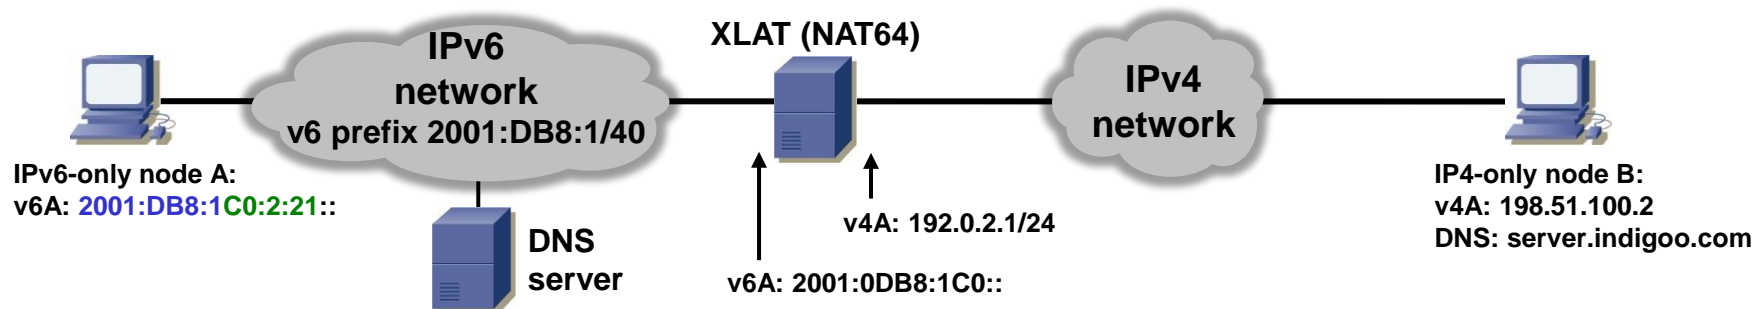 IPv6
network
v6 prefix 2001:DB8:1/40
XLAT (NAT64)
IPv4
network
IPv6-only node A:
v6A: 2001:DB8:1C0:2:21::
DNS
server
v4A: 192.0.2.1/24
v6A: 2001:0DB8:1C0::
IP4-only node B:
v4A: 198.51.100.2
DNS: server.indigoo.com